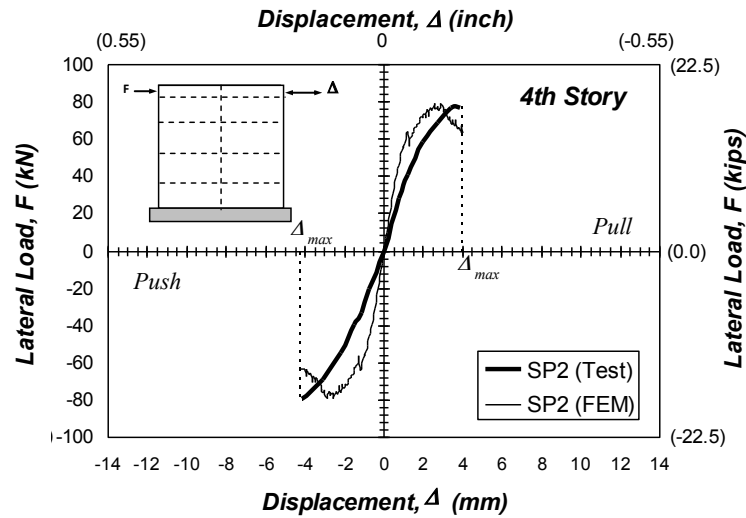 Displacement, Δ (inch)
(0.55) 0 (-0.55)
100 (22.5)
80
60
40
20
0 (0.0)
-20
-40
-60
-80
-100 (-22.5)
Lateral Load, F (kN)
Lateral Load, F (kips)
F Δ
4th Story
Δmax
Pull
Push
Δmax
SP2 (Test)
SP2 (FEM)
-14 -12 -10 -8 -6 -4 -2 0 2 4 6 8 10 12 14
Displacement, Δ (mm)